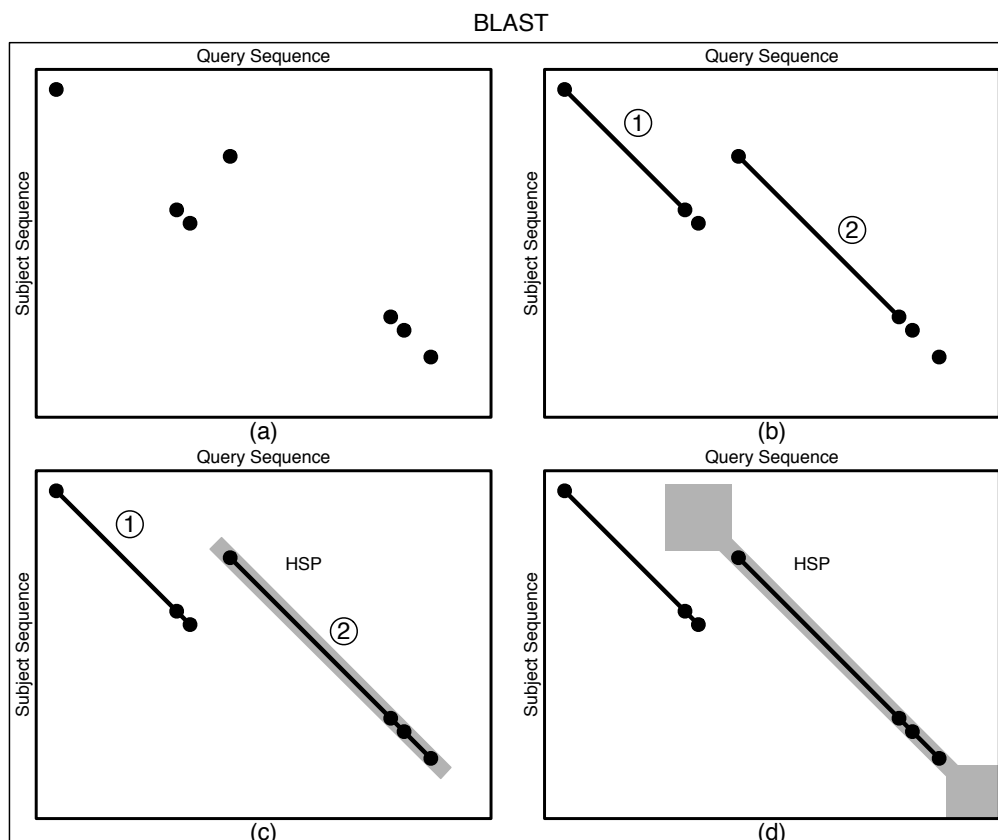 BLAST
Query Sequence
Subject Sequence
①
②
(a)
Query Sequence
Subject Sequence
(b)
Query Sequence
Subject Sequence
①
HSP
②
(c)
Query Sequence
Subject Sequence
HSP
(d)